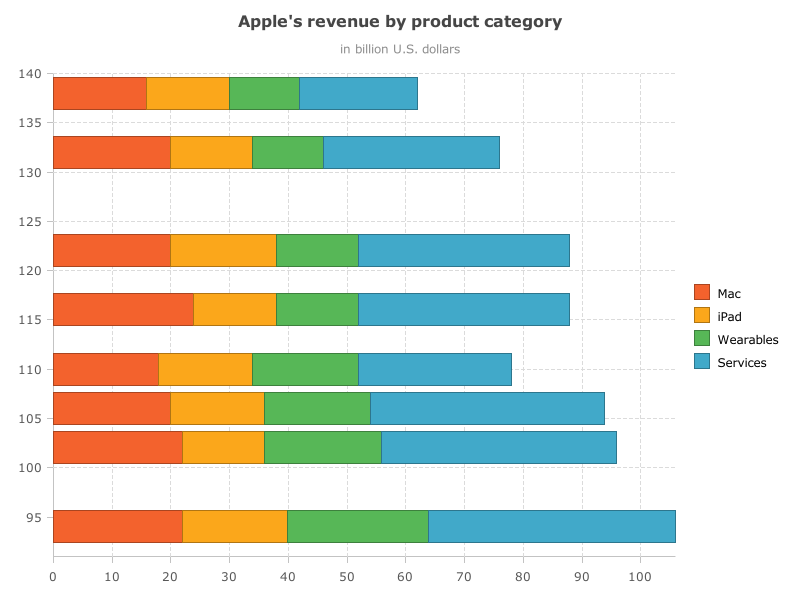 Apple's revenue by product category
in billion U.S. dollars
140
135
130
125
120
115
110
105
100
95
0 10 20 30 40 50 60 70 80 90 100
Mac
iPad
Wearables
Services